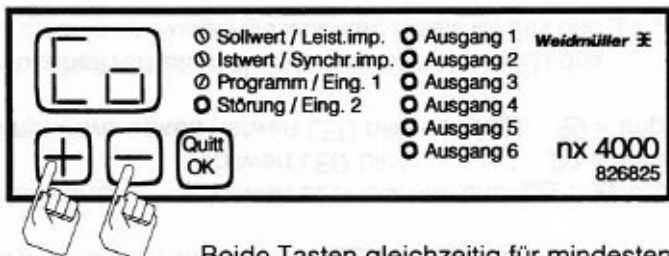 Co
Sollwert / Leist.imp.
Istwert / Synchr.imp.
Programm / Eing. 1
Störung / Eing. 2
Ausgang 1
Ausgang 2
Ausgang 3
Ausgang 4
Ausgang 5
Ausgang 6
Weidmüller
+ −
Quitt
OK
nx 4000
826825
Beide Tasten gleichzeitig für mindesten